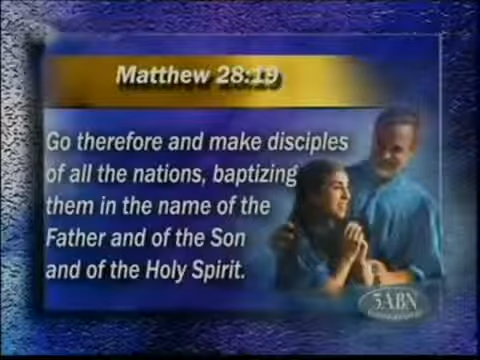 Matthew 28:19
Go therefore and make disciples
of all the nations, baptizing
them in the name of the
Father and of the Son
and of the Holy Spirit.
3ABN